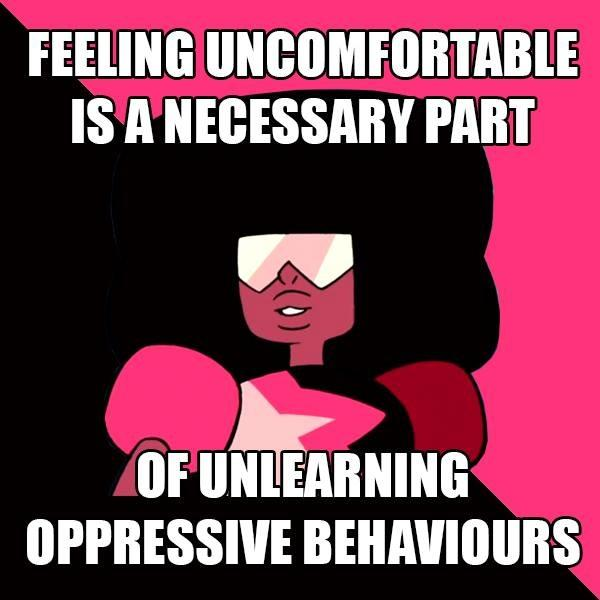 FEELING UNCOMFORTABLE
IS A NECESSARY PART
OF UNLEARNING
OPPRESSIVE BEHAVIOURS